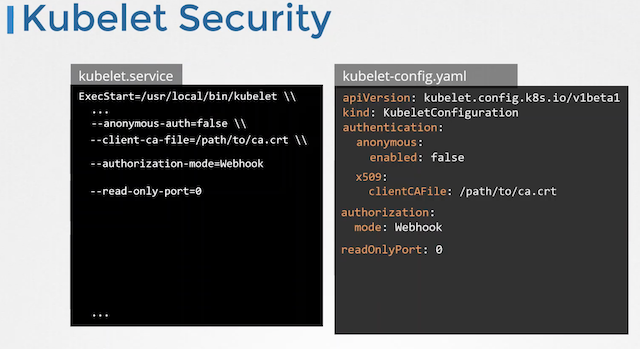 Kubelet Security
kubelet.service
ExecStart=/usr/local/bin/kubelet \\
...
--anonymous-auth=false \\
--client-ca-file=/path/to/ca.crt \\
--authorization-mode=Webhook
--read-only-port=0
...
kubelet-config.yaml
apiVersion: kubelet.config.k8s.io/v1beta1
kind: KubeletConfiguration
authentication:
anonymous:
enabled: false
x509:
clientCAFile: /path/to/ca.crt
authorization:
mode: Webhook
readOnlyPort: 0